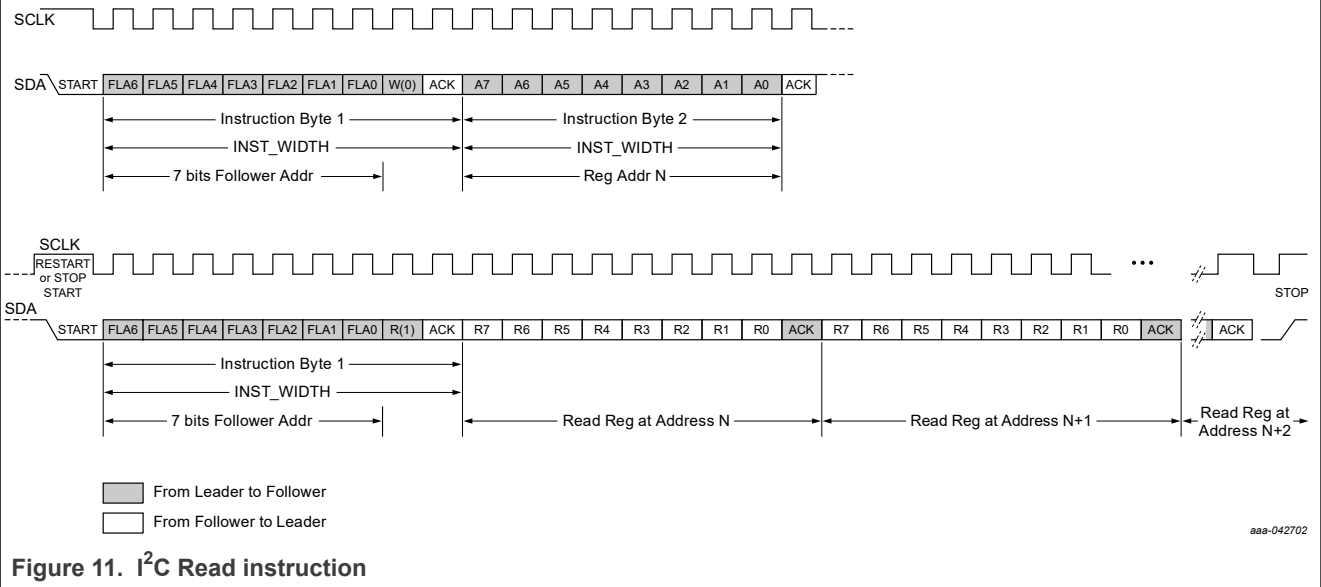 SCLK
SDA START FLA6 FLA5 FLA4 FLA3 FLA2 FLA1 FLA0 W(0) ACK A7 A6 A5 A4 A3 A2 A1 A0 ACK
Instruction Byte 1 Instruction Byte 2
INST_WIDTH INST_WIDTH
7 bits Follower Addr Reg Addr N
SCLK
RESTART
or STOP
START
...
STOP
SDA
START FLA6 FLA5 FLA4 FLA3 FLA2 FLA1 FLA0 R(1) ACK R7 R6 R5 R4 R3 R2 R1 R0 ACK R7 R6 R5 R4 R3 R2 R1 R0 ACK ACK
Instruction Byte 1
INST_WIDTH
7 bits Follower Addr Read Reg at Address N Read Reg at Address N+1 Read Reg at
Address N+2
From Leader to Follower
From Follower to Leader
aaa-042702
Figure 11. I²C Read instruction